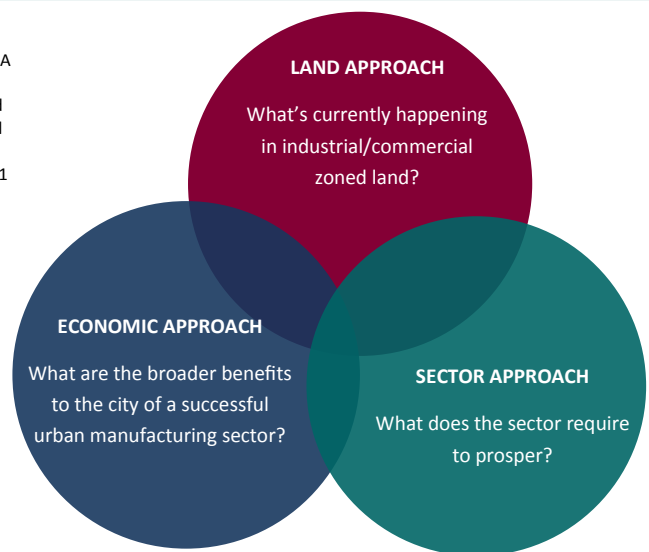 A
1
LAND APPROACH
What’s currently happening
in industrial/commercial
zoned land?
ECONOMIC APPROACH
What are the broader benefits
to the city of a successful
urban manufacturing sector?
SECTOR APPROACH
What does the sector require
to prosper?